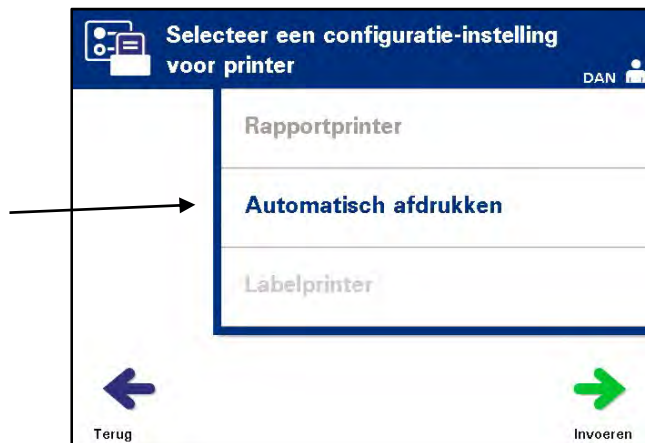 Selecteer een configuratie-instelling
voor printer
DAN
Rapportprinter
Automatisch afdrukken
Labelprinter
Terug
Invoeren